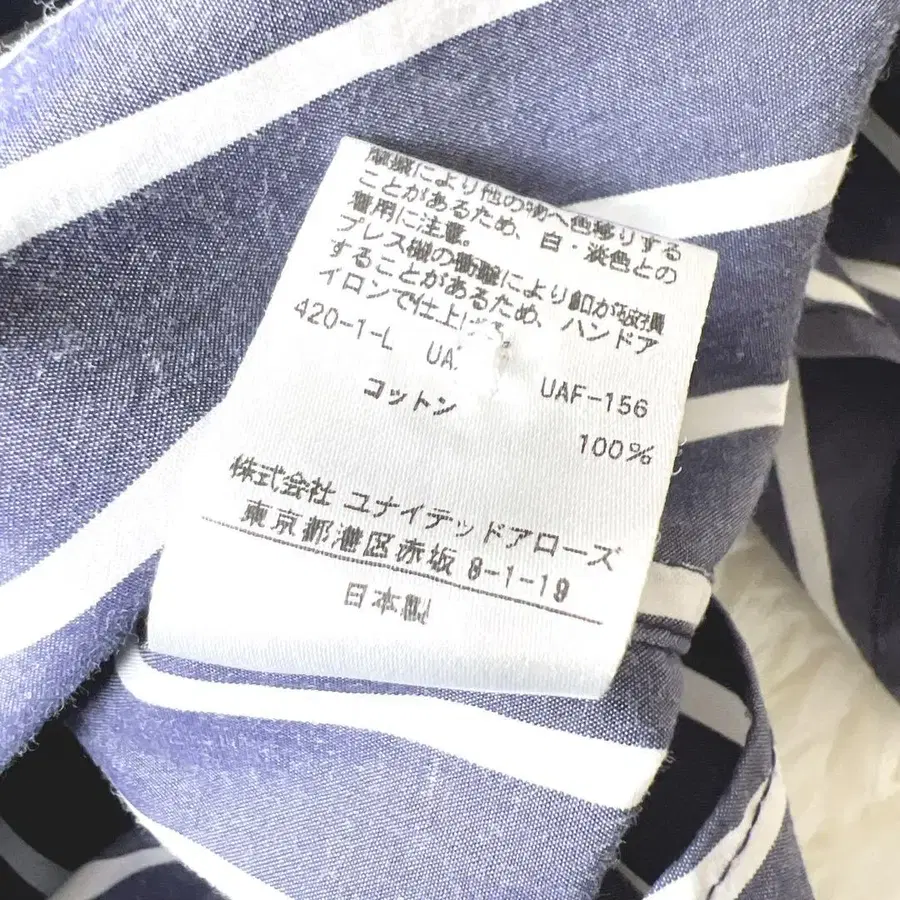 摩擦により他の物へ色移りする
ことがあるため、白・淡色との
着用に注意。
プレス機の衝撃により釦が破損
することがあるため、ハンドア
イロンで仕上げ
420-1-L UA UAF-156
コットン 100%
株式会社 ユナイテッドアローズ
東京都港区赤坂 8-1-19
日本製